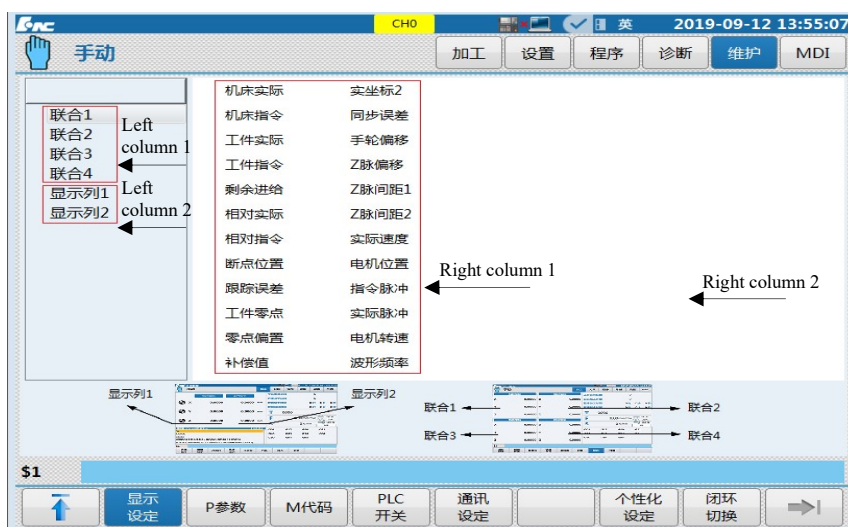 CH0 英 2019-09-12 13:55:07
手动 加工 设置 程序 诊断 维护 MDI
机床实际 实坐标2
联合1 机床指令 同步误差
Left
联合2 工件实际 手轮偏移
column 1
联合3 工件指令 Z脉偏移
联合4
显示列1 剩余进给 Z脉间距1
Left
显示列2 相对实际 Z脉间距2
column 2
相对指令 实际速度
断点位置 电机位置
Right column 1
跟踪误差 指令脉冲
Right column 2
工件零点 实际脉冲
零点偏置 电机转速
补偿值 波形频率
显示列1 显示列2
联合1 联合2
联合3 联合4
$1
显示设定 P参数 M代码 PLC开关 通讯设定 个性化设定 闭环切换